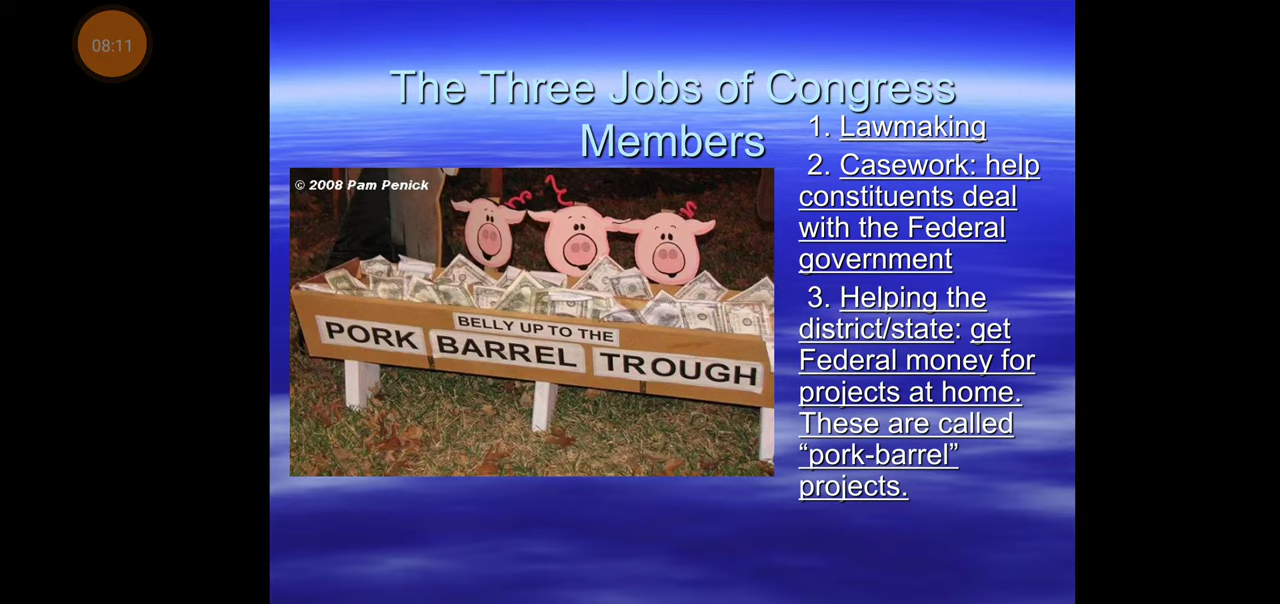 08:11
The Three Jobs of Congress
Members
1. Lawmaking
2. Casework: help
constituents deal
with the Federal
government
3. Helping the
district/state: get
Federal money for
projects at home.
These are called
“pork-barrel”
projects.
© 2008 Pam Penick
BELLY UP TO THE
PORK BARREL TROUGH